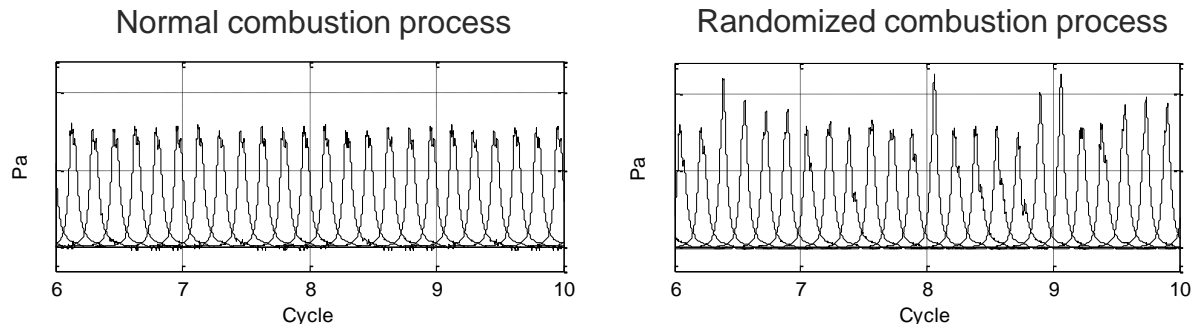 Normal combustion process
Pa
6 7 8 9 10
Cycle
Randomized combustion process
Pa
6 7 8 9 10
Cycle